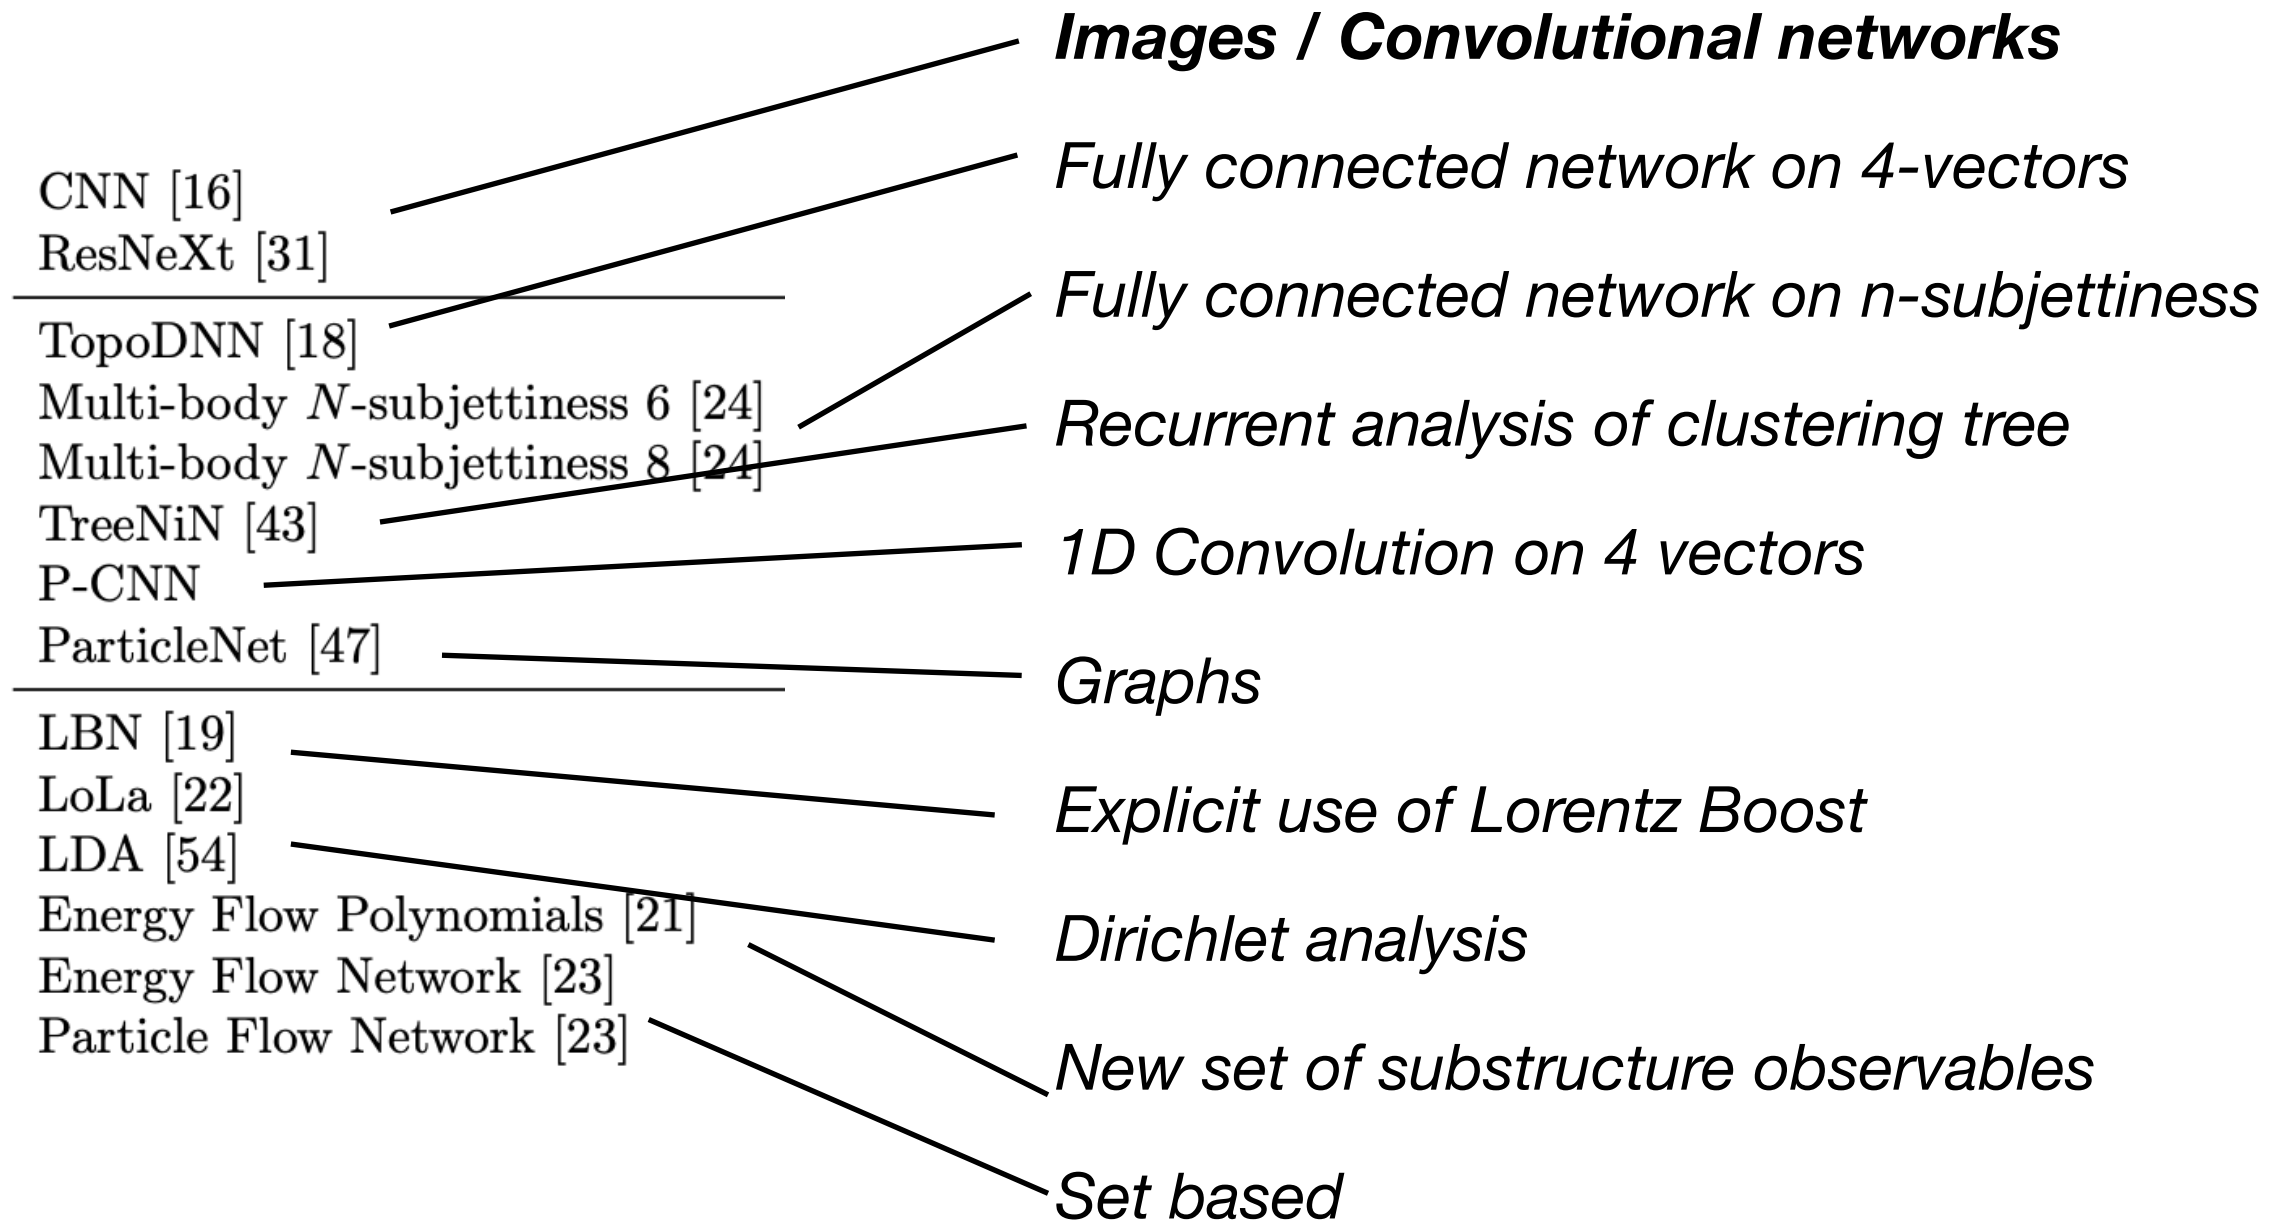 CNN [16]
ResNeXt [31]
TopoDNN [18]
Multi-body N-subjettiness 6 [24]
Multi-body N-subjettiness 8 [24]
TreeNiN [43]
P-CNN
ParticleNet [47]
LBN [19]
LoLa [22]
LDA [54]
Energy Flow Polynomials [21]
Energy Flow Network [23]
Particle Flow Network [23]
Images / Convolutional networks
Fully connected network on 4-vectors
Fully connected network on n-subjettiness
Recurrent analysis of clustering tree
1D Convolution on 4 vectors
Graphs
Explicit use of Lorentz Boost
Dirichlet analysis
New set of substructure observables
Set based